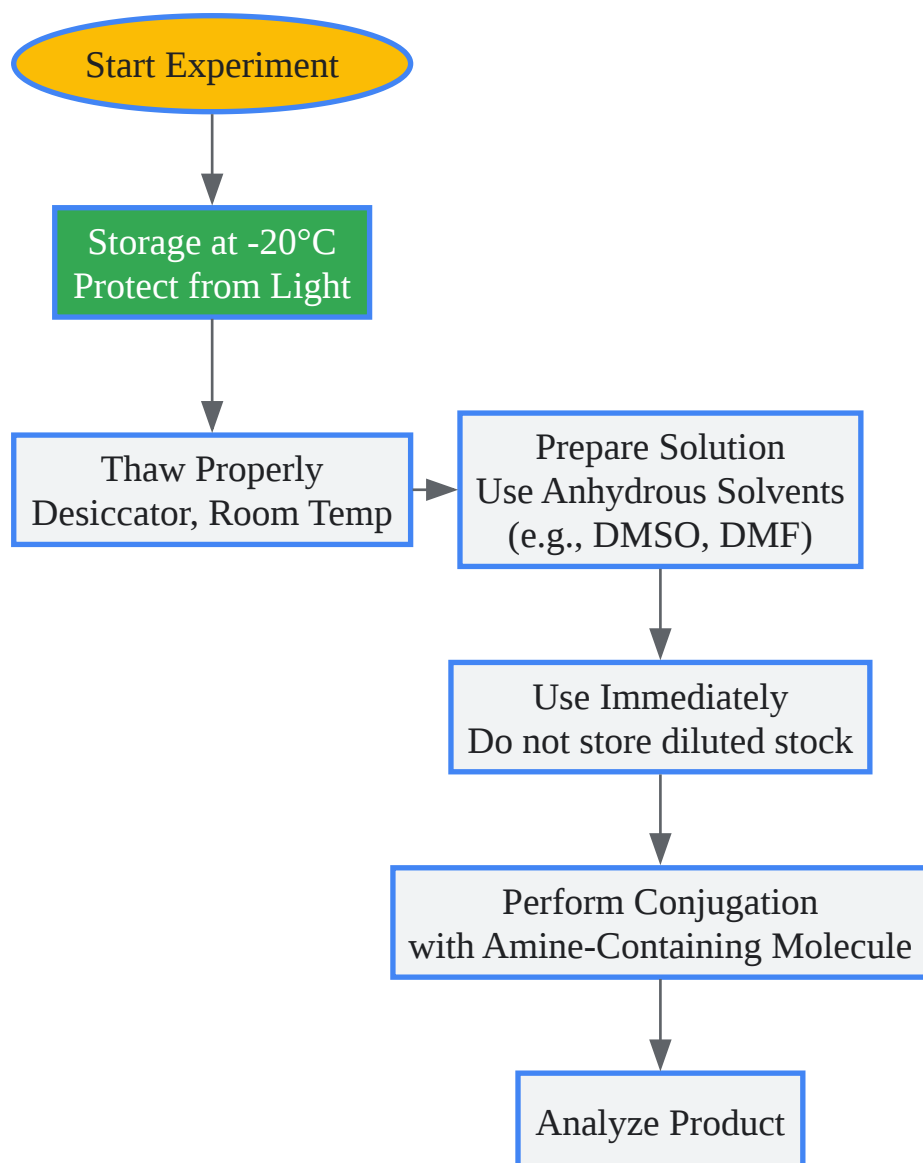 Start Experiment
Storage at -20°C
Protect from Light
Thaw Properly
Desiccator, Room Temp
Prepare Solution
Use Anhydrous Solvents
(e.g., DMSO, DMF)
Use Immediately
Do not store diluted stock
Perform Conjugation
with Amine-Containing Molecule
Analyze Product